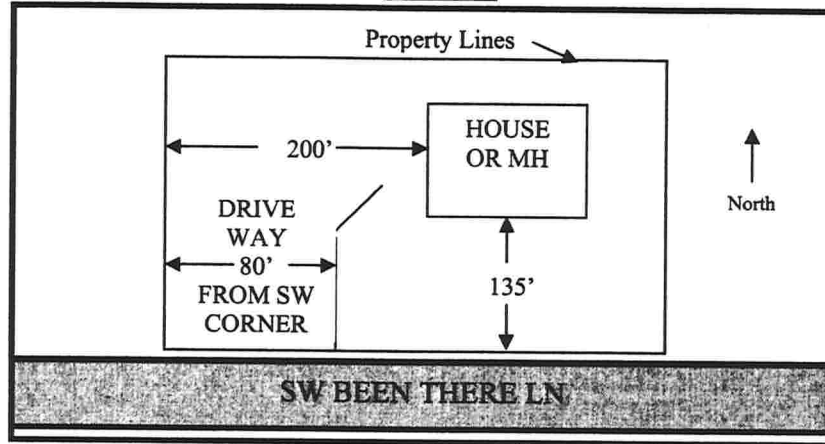 Property Lines
HOUSE
OR MH
200’
North
DRIVE
WAY
80’
FROM SW
CORNER
135’
SW BEEN THERE LN